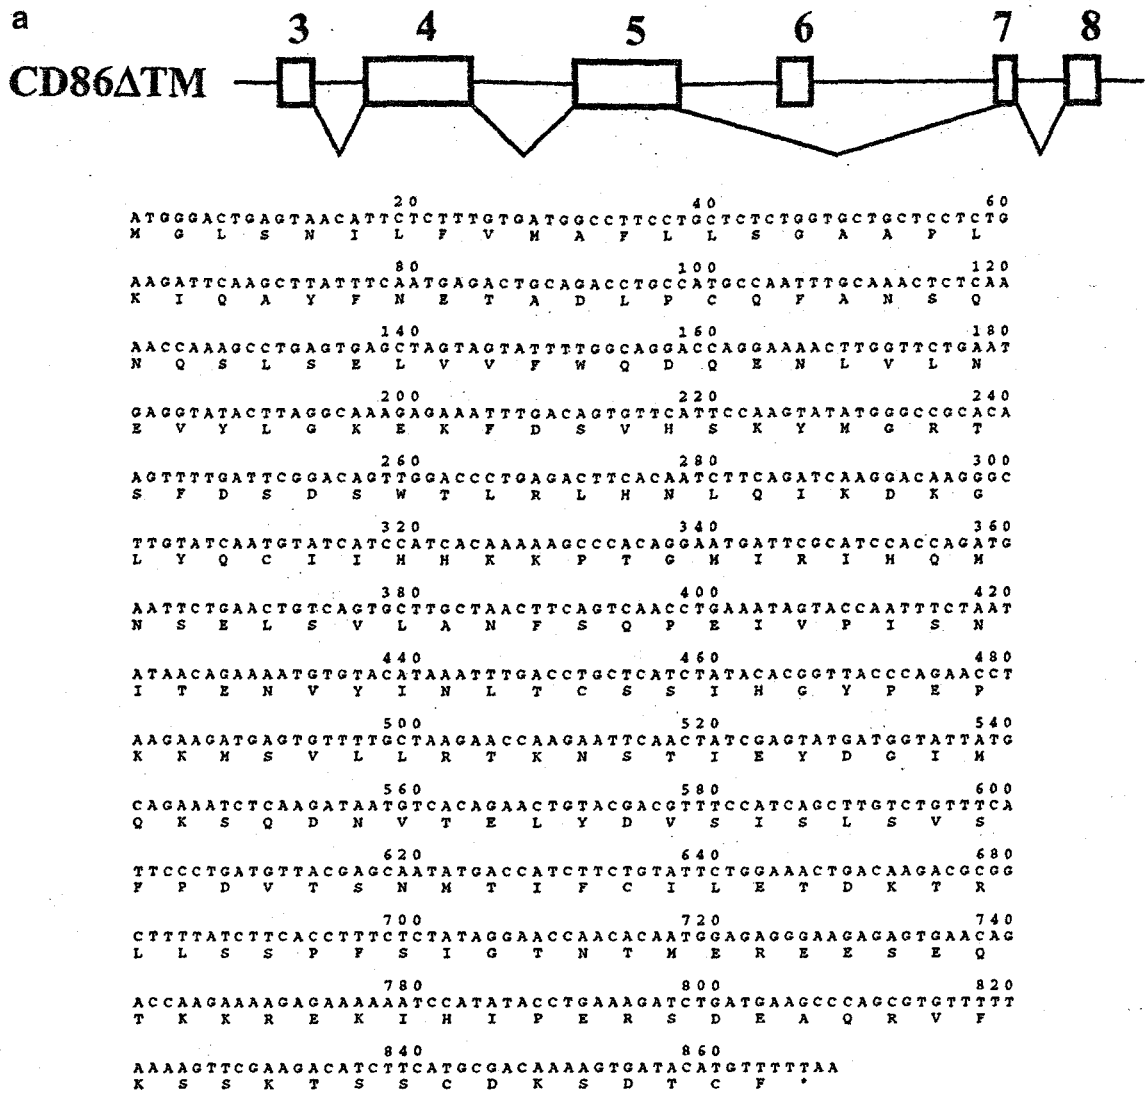 a
3 4 5 6 7 8
CD86ΔTM
20 40 60
ATGGGACTGAGTAACATTCTCTTTGTGATGGCCTTCCTGCTCTCTGGTGCTGCTCCTCTG
M G L S N I L F V M A F L L S G A A P L
80 100 120
AAGATTCAAGCTTATTTCAATGAGACTGCAGACCTGCCATGCCAATTTGCAAACTCTCAA
K I Q A Y F N E T A D L P C Q F A N S Q
140 160 180
AACCAAAGCCTGAGTGAGCTAGTAGTATTTTGGCAGGACCAGGAAAACTTGGTTCTGAAT
N Q S L S E L V V F W Q D Q E N L V L N
200 220 240
GAGGTATACTTAGGCAAAGAGAAATTTGACAGTGTTCATTCCAAGTATATGGGCCGCACA
E V Y L G K E K F D S V H S K Y M G R T
260 280 300
AGTTTTGATTCGGACAGTTGGACCCTGAGACTTCACAATCTTCAGATCAAGGACAAGGGC
S F D S D S W T L R L H N L Q I K D K G
320 340 360
TTGTATCAATGTATCATCCATCACAAAAAGCCCACAGGAATGATTCGCATCCACCAGATG
L Y Q C I I H H K K P T G M I R I H Q M
380 400 420
AATTCTGAACTGTCAGTGCTTGCTAACTTCAGTCAACCTGAAATAGTACCAATTTCTAAT
N S E L S V L A N F S Q P E I V P I S N
440 460 480
ATAACAGAAAATGTGTACATAAATTTGACCTGCTCATCTATACACGGTTACCCAGAACCT
I T E N V Y I N L T C S S I H G Y P E P
500 520 540
AAGAAGATGAGTGTTTTGCTAAGAACCAAGAATTCAACTATCGAGTATGATGGTATTATG
K K M S V L L R T K N S T I E Y D G I M
560 580 600
CAGAAATCTCAAGATAATGTCACAGAACTGTACGACGTTTCCATCAGCTTGTCTGTTTCA
Q K S Q D N V T E L Y D V S I S L S V S
620 640 680
TTCCCTGATGTTACGAGCAATATGACCATCTTCTGTATTCTGGAAACTGACAAGACGCGG
F P D V T S N M T I F C I L E T D K T R
700 720 740
CTTTTATCTTCACCTTTCTCTATAGGAACCAACACAATGGAGAGGGAAGAGAGTGAACAG
L L S S P F S I G T N T M E R E E S E Q
780 800 820
ACCAAGAAAAGAGAAAAAATCCATATACCTGAAAGATCTGATGAAGCCCAGCGTGTTTTT
T K K R E K I H I P E R S D E A Q R V F
840 860
AAAAGTTCGAAGACATCTTCATGCGACAAAAGTGATACATGTTTTTAA
K S S K T S S C D K S D T C F *